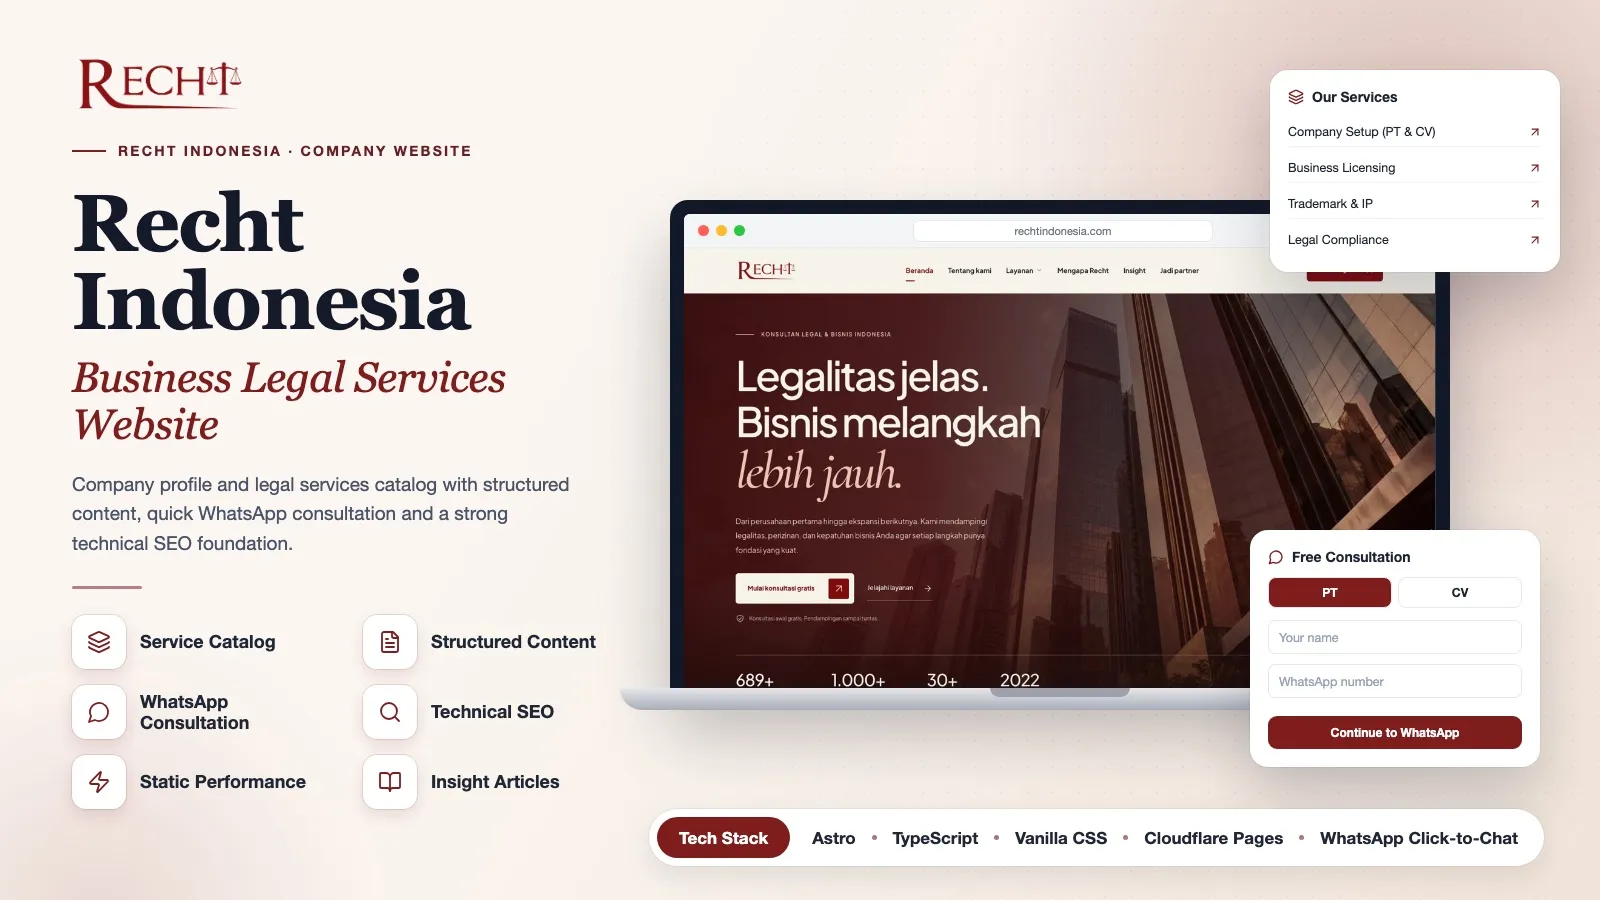 RECHT
RECHT INDONESIA · COMPANY WEBSITE
Recht
Indonesia
Business Legal Services
Website
Company profile and legal services catalog with structured
content, quick WhatsApp consultation and a strong
technical SEO foundation.
Service Catalog
Structured Content
WhatsApp
Consultation
Technical SEO
Static Performance
Insight Articles
rechtindonesia.com
RECHT
Beranda Tentang kami Layanan Mengapa Recht Insight Jadi partner
KONSULTAN LEGAL & BISNIS INDONESIA
Legalitas jelas.
Bisnis melangkah
lebih jauh.
Dari perusahaan pertama hingga ekspansi berikutnya. Kami mendampingi
legalitas, perizinan, dan kepatuhan bisnis Anda agar setiap langkah punya
fondasi yang kuat.
Mulai konsultasi gratis
Jelajahi layanan
Konsultasi awal gratis. Pendampingan sampai tuntas.
689+ 1.000+ 30+ 2022
Our Services
Company Setup (PT & CV)
Business Licensing
Trademark & IP
Legal Compliance
Free Consultation
PT CV
Your name
WhatsApp number
Continue to WhatsApp
Tech Stack Astro • TypeScript • Vanilla CSS • Cloudflare Pages • WhatsApp Click-to-Chat